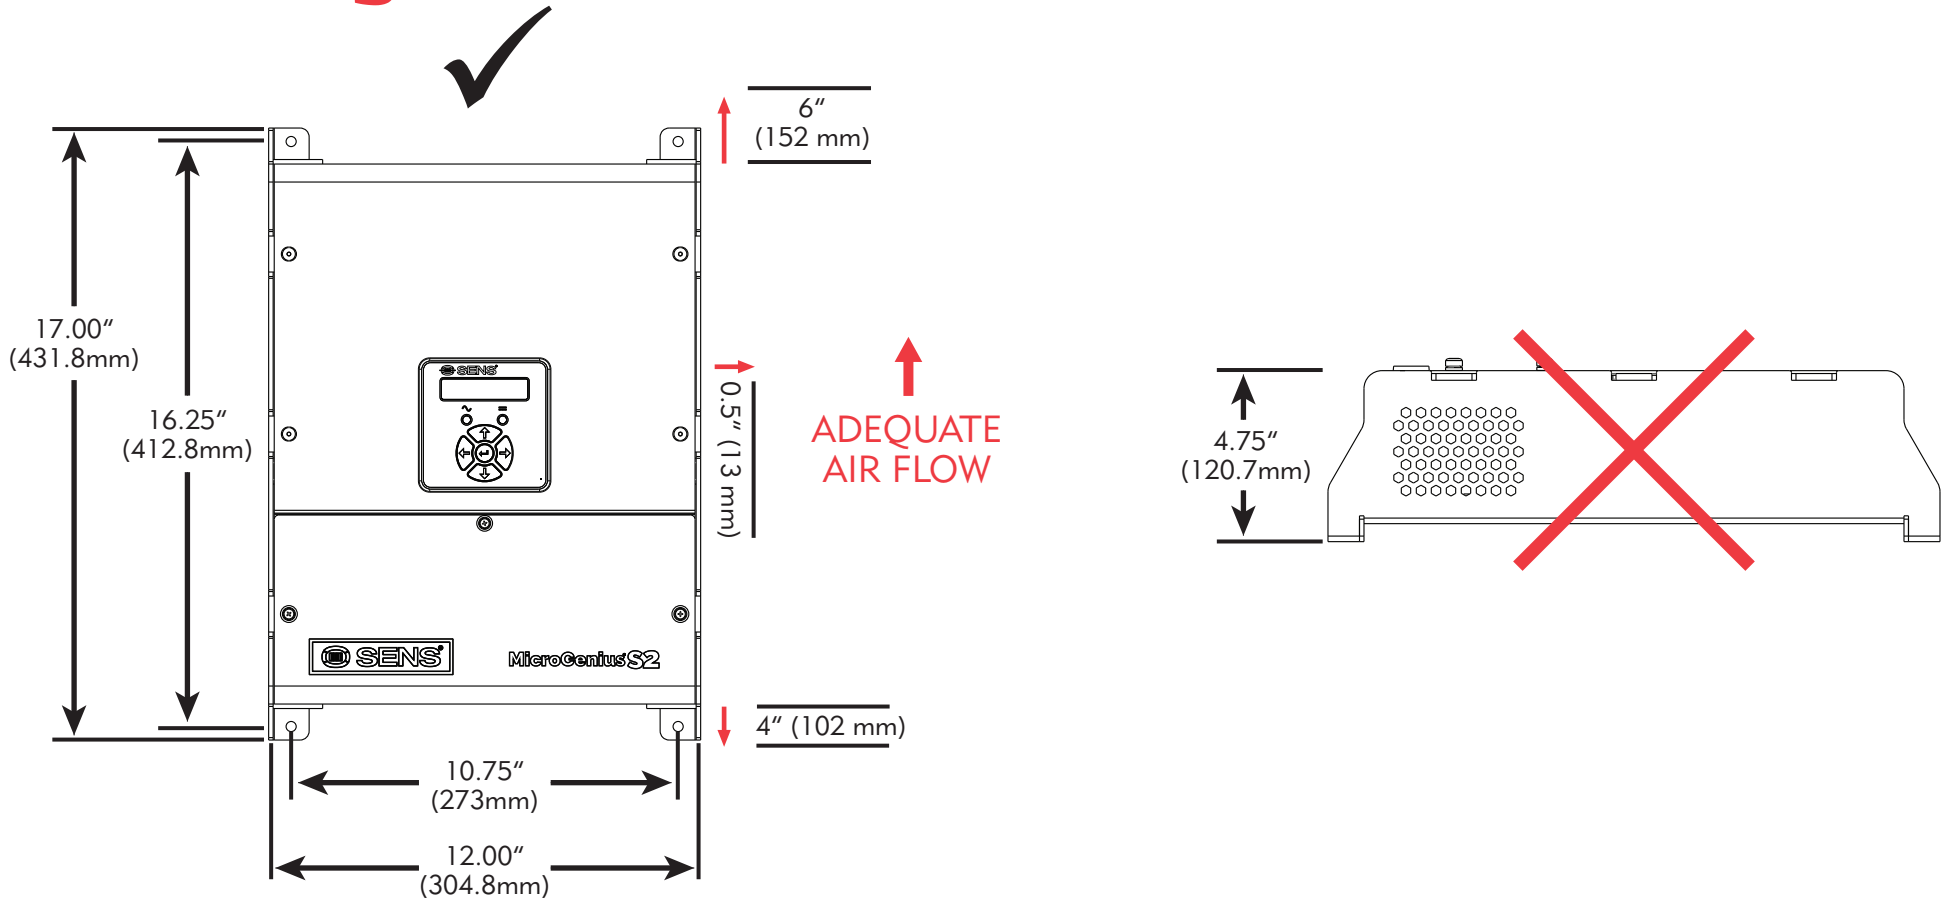 6"
(152 mm)
17.00"
(431.8mm)
16.25"
(412.8mm)
SENS®
0.5" (13 mm)
ADEQUATE
AIR FLOW
4.75"
(120.7mm)
SENS®
MicroGenius® S2
4" (102 mm)
10.75"
(273mm)
12.00"
(304.8mm)